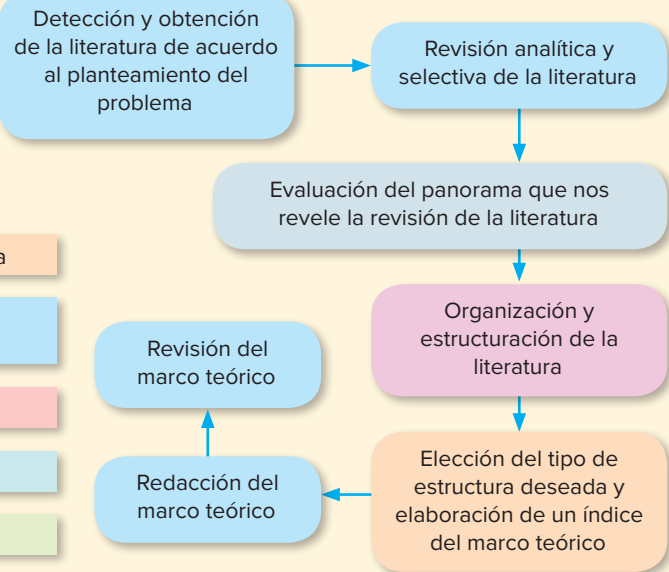 Detección y obtención
de la literatura de acuerdo
al planteamiento del
problema
Revisión analítica y
selectiva de la literatura
Evaluación del panorama que nos
revele la revisión de la literatura
Organización y
estructuración de la
literatura
Elección del tipo de
estructura deseada y
elaboración de un índice
del marco teórico
Redacción del
marco teórico
Revisión del
marco teórico